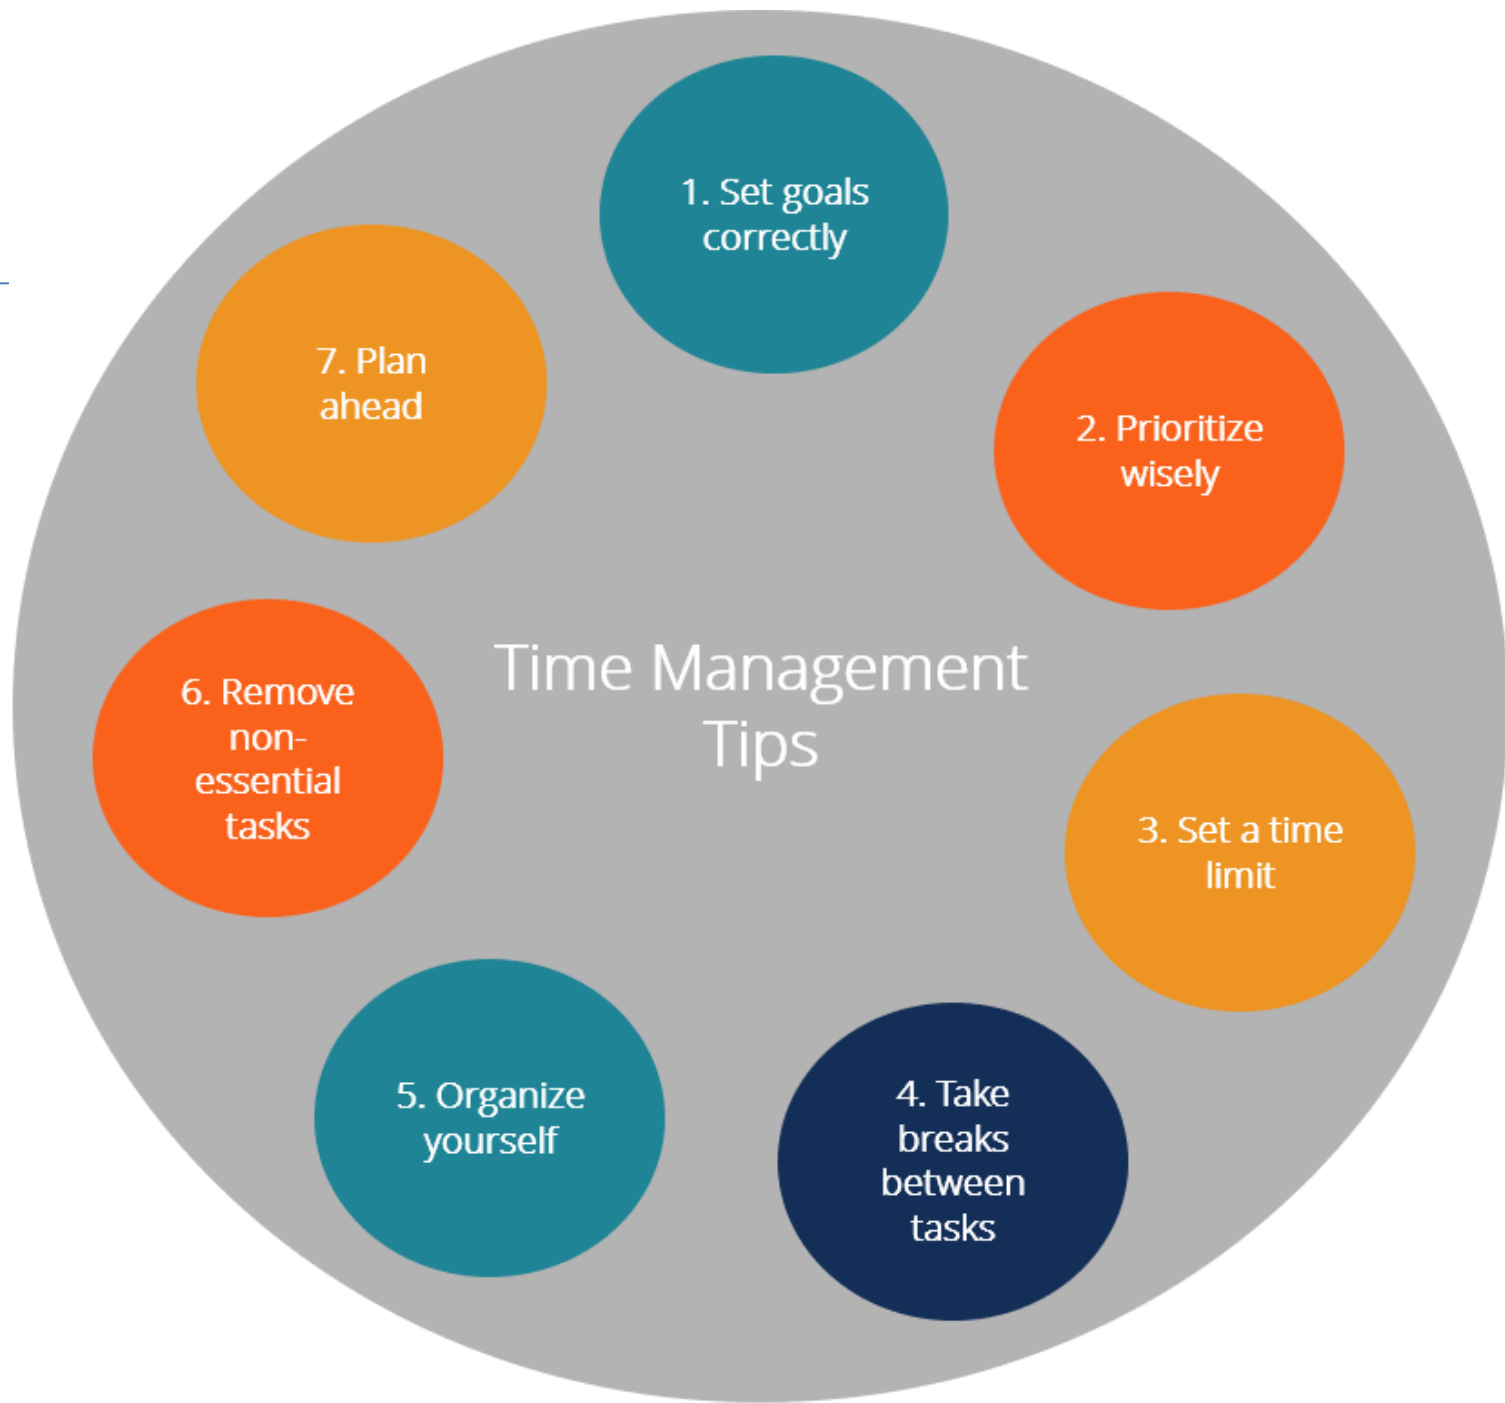 Time Management
Tips
1. Set goals
correctly
2. Prioritize
wisely
3. Set a time
limit
4. Take
breaks
between
tasks
5. Organize
yourself
6. Remove
non-
essential
tasks
7. Plan
ahead